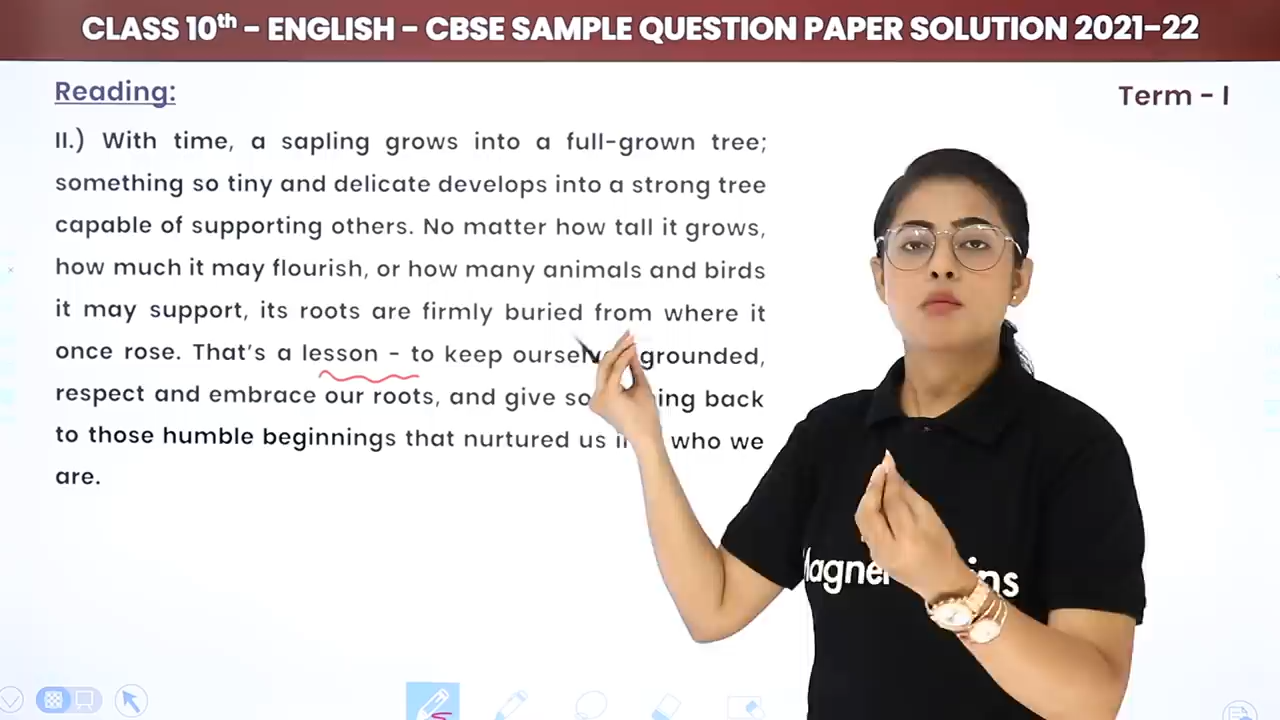 CLASS 10th – ENGLISH – CBSE SAMPLE QUESTION PAPER SOLUTION 2021–22
Reading:
Term – I
II.) With time, a sapling grows into a full-grown tree;
something so tiny and delicate develops into a strong tree
capable of supporting others. No matter how tall it grows,
how much it may flourish, or how many animals and birds
it may support, its roots are firmly buried from where it
once rose. That's a lesson – to keep grounded,
respect and embrace our roots, and give back
to those humble beginnings that nurtured us who we
are.